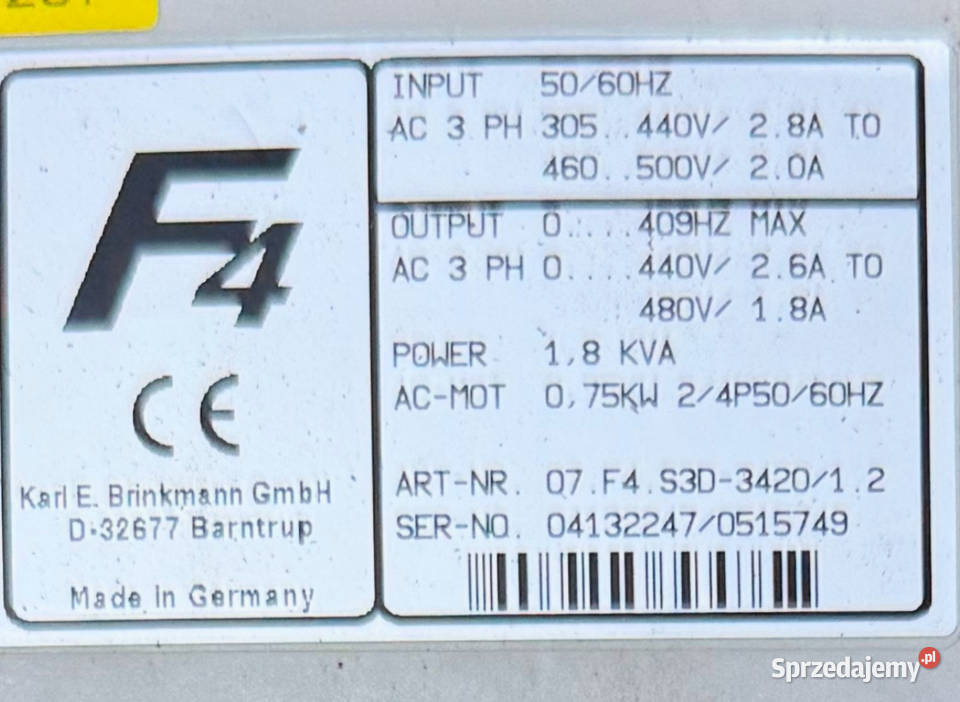 F4
CE
Karl E. Brinkmann GmbH
D-32677 Barntrup
Made in Germany
INPUT 50/60HZ
AC 3 PH 305..440V/ 2.8A TO
460..500V/ 2.0A
OUTPUT 0....409HZ MAX
AC 3 PH 0....440V/ 2.6A TO
480V/ 1.8A
POWER 1,8 KVA
AC-MOT 0,75KW 2/4P50/60HZ
ART-NR. 07.F4.S3D-3420/1.2
SER-NO. 04132247/0515749
Sprzedajemy.pl